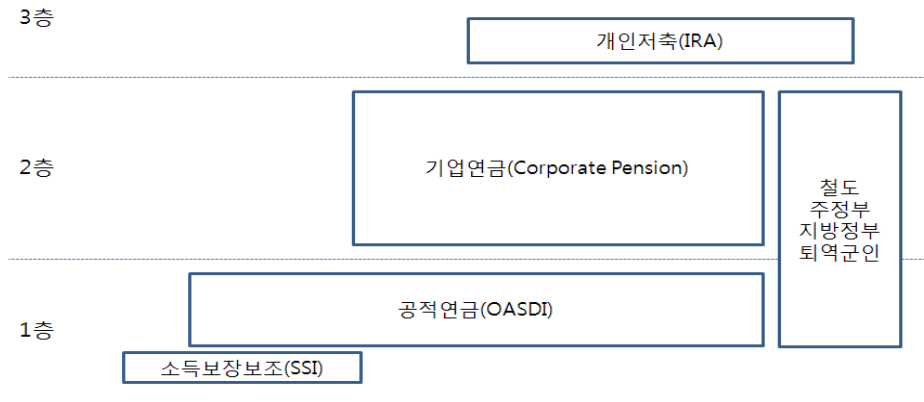 3층
개인저축(IRA)
2층
기업연금(Corporate Pension)
철도
주정부
지방정부
퇴역군인
1층
공적연금(OASDI)
소득보장보조(SSI)